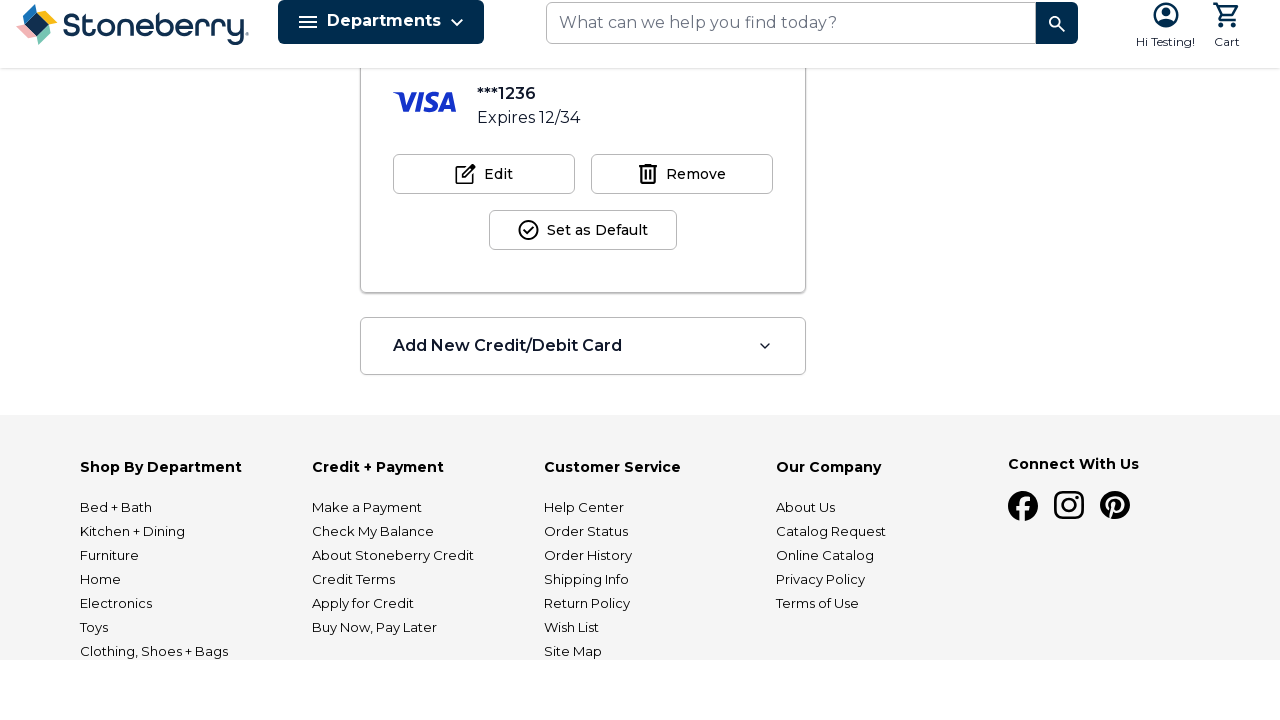 Stoneberry
Departments
What can we help you find today?
Hi Testing!
Cart
VISA
***1236
Expires 12/34
Edit
Remove
Set as Default
Add New Credit/Debit Card
Shop By Department
Bed + Bath
Kitchen + Dining
Furniture
Home
Electronics
Toys
Clothing, Shoes + Bags
Credit + Payment
Make a Payment
Check My Balance
About Stoneberry Credit
Credit Terms
Apply for Credit
Buy Now, Pay Later
Customer Service
Help Center
Order Status
Order History
Shipping Info
Return Policy
Wish List
Site Map
Our Company
About Us
Catalog Request
Online Catalog
Privacy Policy
Terms of Use
Connect With Us